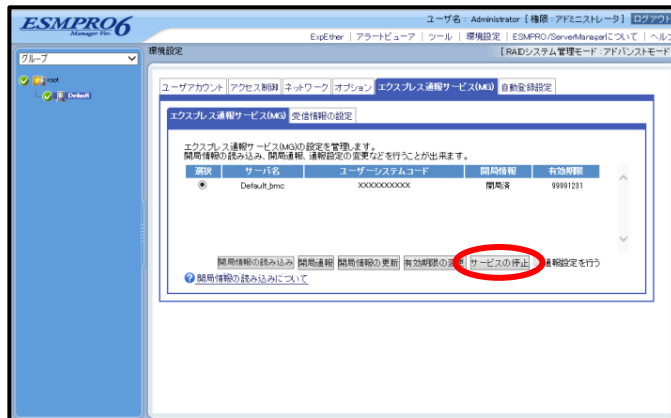 ESMPRO6
Manager Ver.
ユーザ名 : Administrator [ 権限 : アドミニストレータ ] ログアウト
ExpEther | アラートビューア | ツール | 環境設定 | ESMPRO/ServerManagerについて | ヘルプ
グループ
環境設定
[ RAIDシステム管理モード : アドバンストモード
root
Default
ユーザアカウント アクセス制御 ネットワーク オプション エクスプレス通報サービス(MG) 自動登録設定
エクスプレス通報サービス(MG) 受信情報の設定
エクスプレス通報サービス(MG)の設定を管理します。
開局情報の読み込み、開局通報、通報設定の変更などを行うことが出来ます。
選択 サーバ名 ユーザーシステムコード 開局情報 有効期限
Default_bmc XXXXXXXXXX 開局済 99991231
開局情報の読み込み 開局通報 開局情報の更新 有効期限の変更 サービスの停止 通報設定を行う
開局情報の読み込みについて